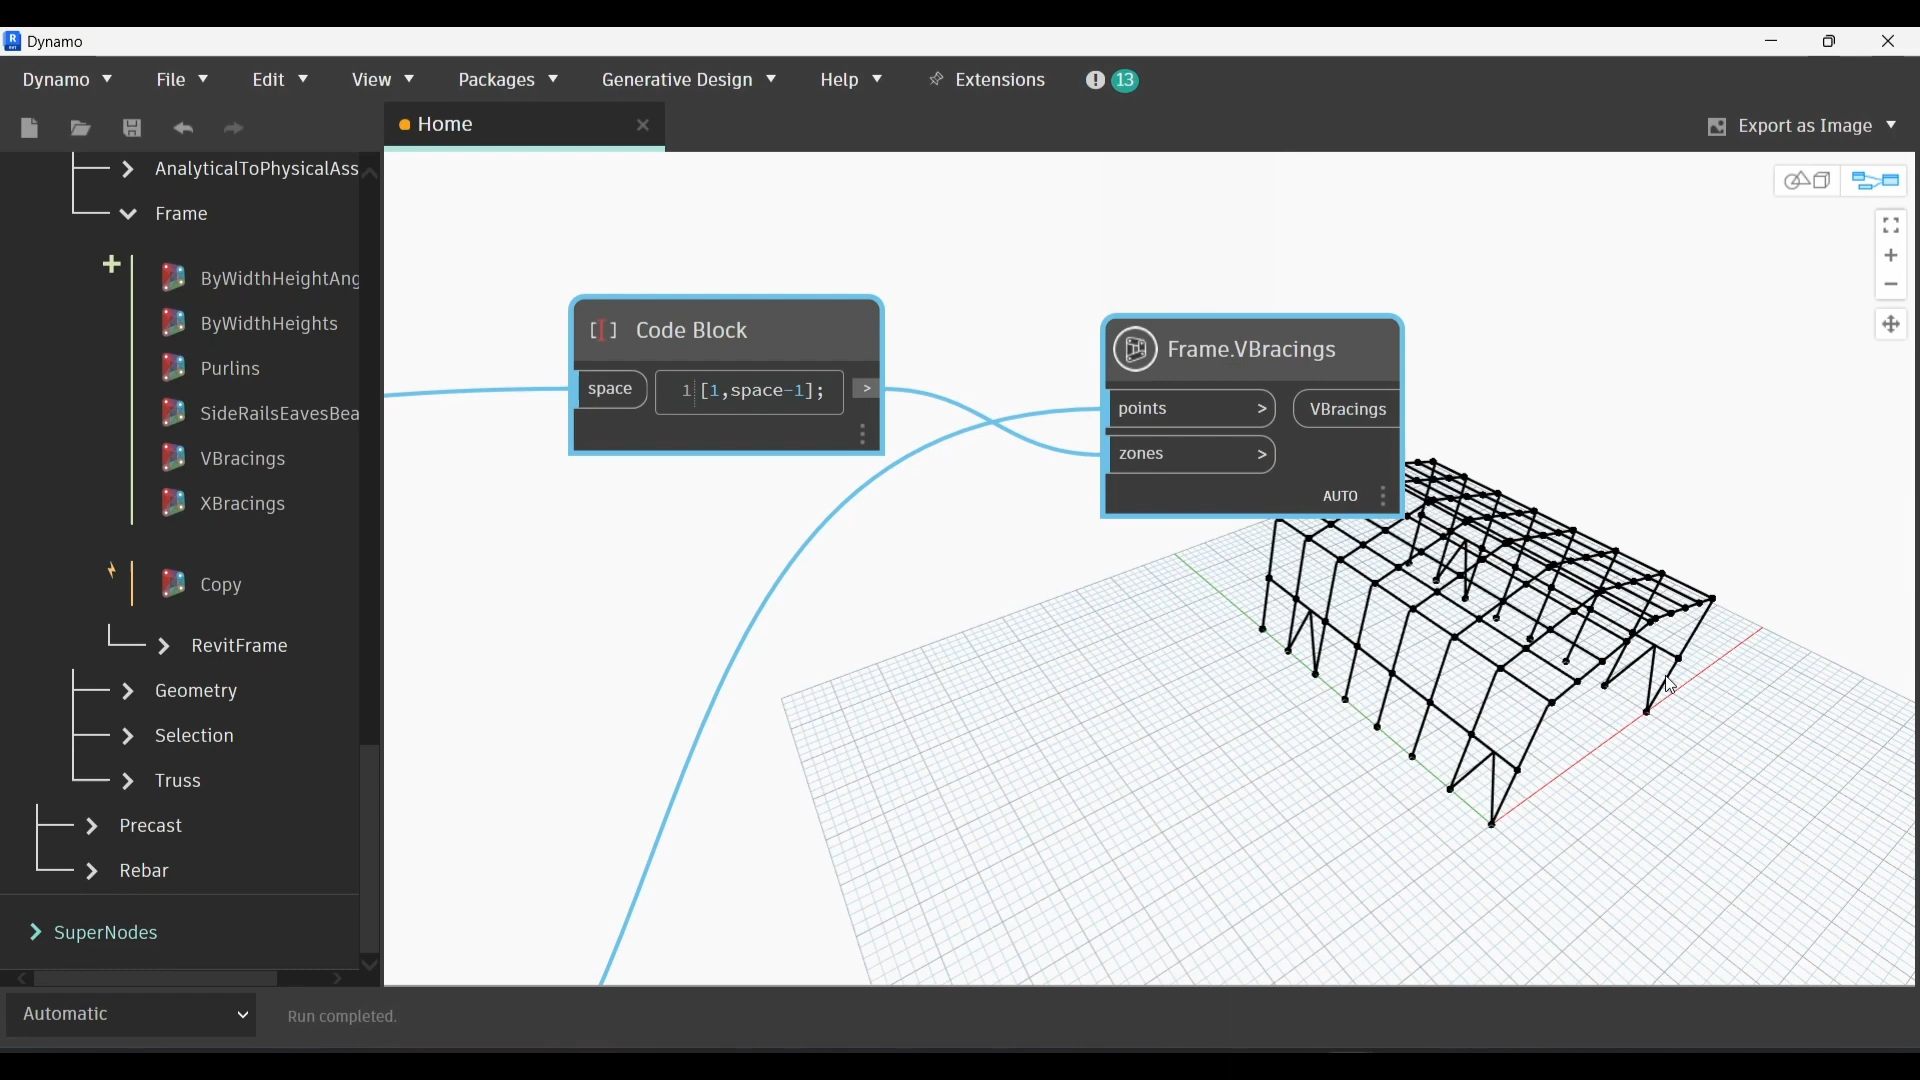 Dynamo
Dynamo File Edit View Packages Generative Design Help Extensions 13
Home
Export as Image
AnalyticalToPhysicalAss
Frame
ByWidthHeightAng
ByWidthHeights
Purlins
SideRailsEavesBea
VBracings
XBracings
Copy
RevitFrame
Geometry
Selection
Truss
Precast
Rebar
SuperNodes
Code Block
space
1 [1,space-1];
>
Frame.VBracings
points >
VBracings
zones >
AUTO
Automatic
Run completed.